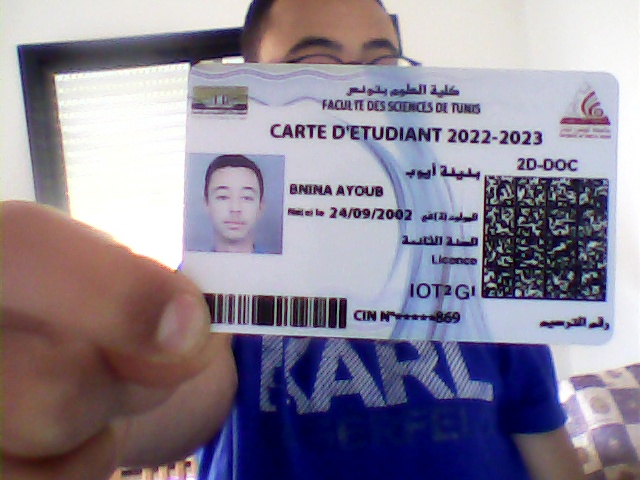 كلية العلوم بتونس
FACULTE DES SCIENCES DE TUNIS
CARTE D'ETUDIANT 2022-2023
2D-DOC
بنينة أيوب
BNINA AYOUB
Né(e) le 24/09/2002 المولود(ة) في
السنة الثانية
Licence
IOT2G1
CIN N°*****869
رقم الترسيم
KARL